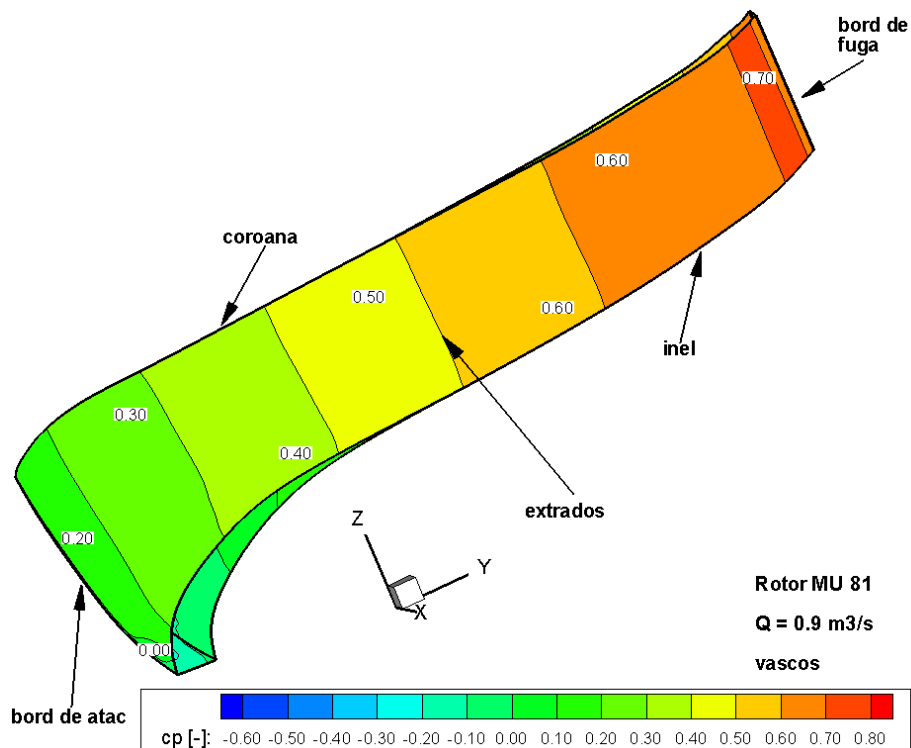 bord de
fuga
0.70
0.60
coroana
0.50
0.60
inel
0.30
0.40
extrados
0.20
Z
Y
X
0.00
Rotor MU 81
Q = 0.9 m3/s
vascos
bord de atac
cp [-]: -0.60 -0.50 -0.40 -0.30 -0.20 -0.10 0.00 0.10 0.20 0.30 0.40 0.50 0.60 0.70 0.80